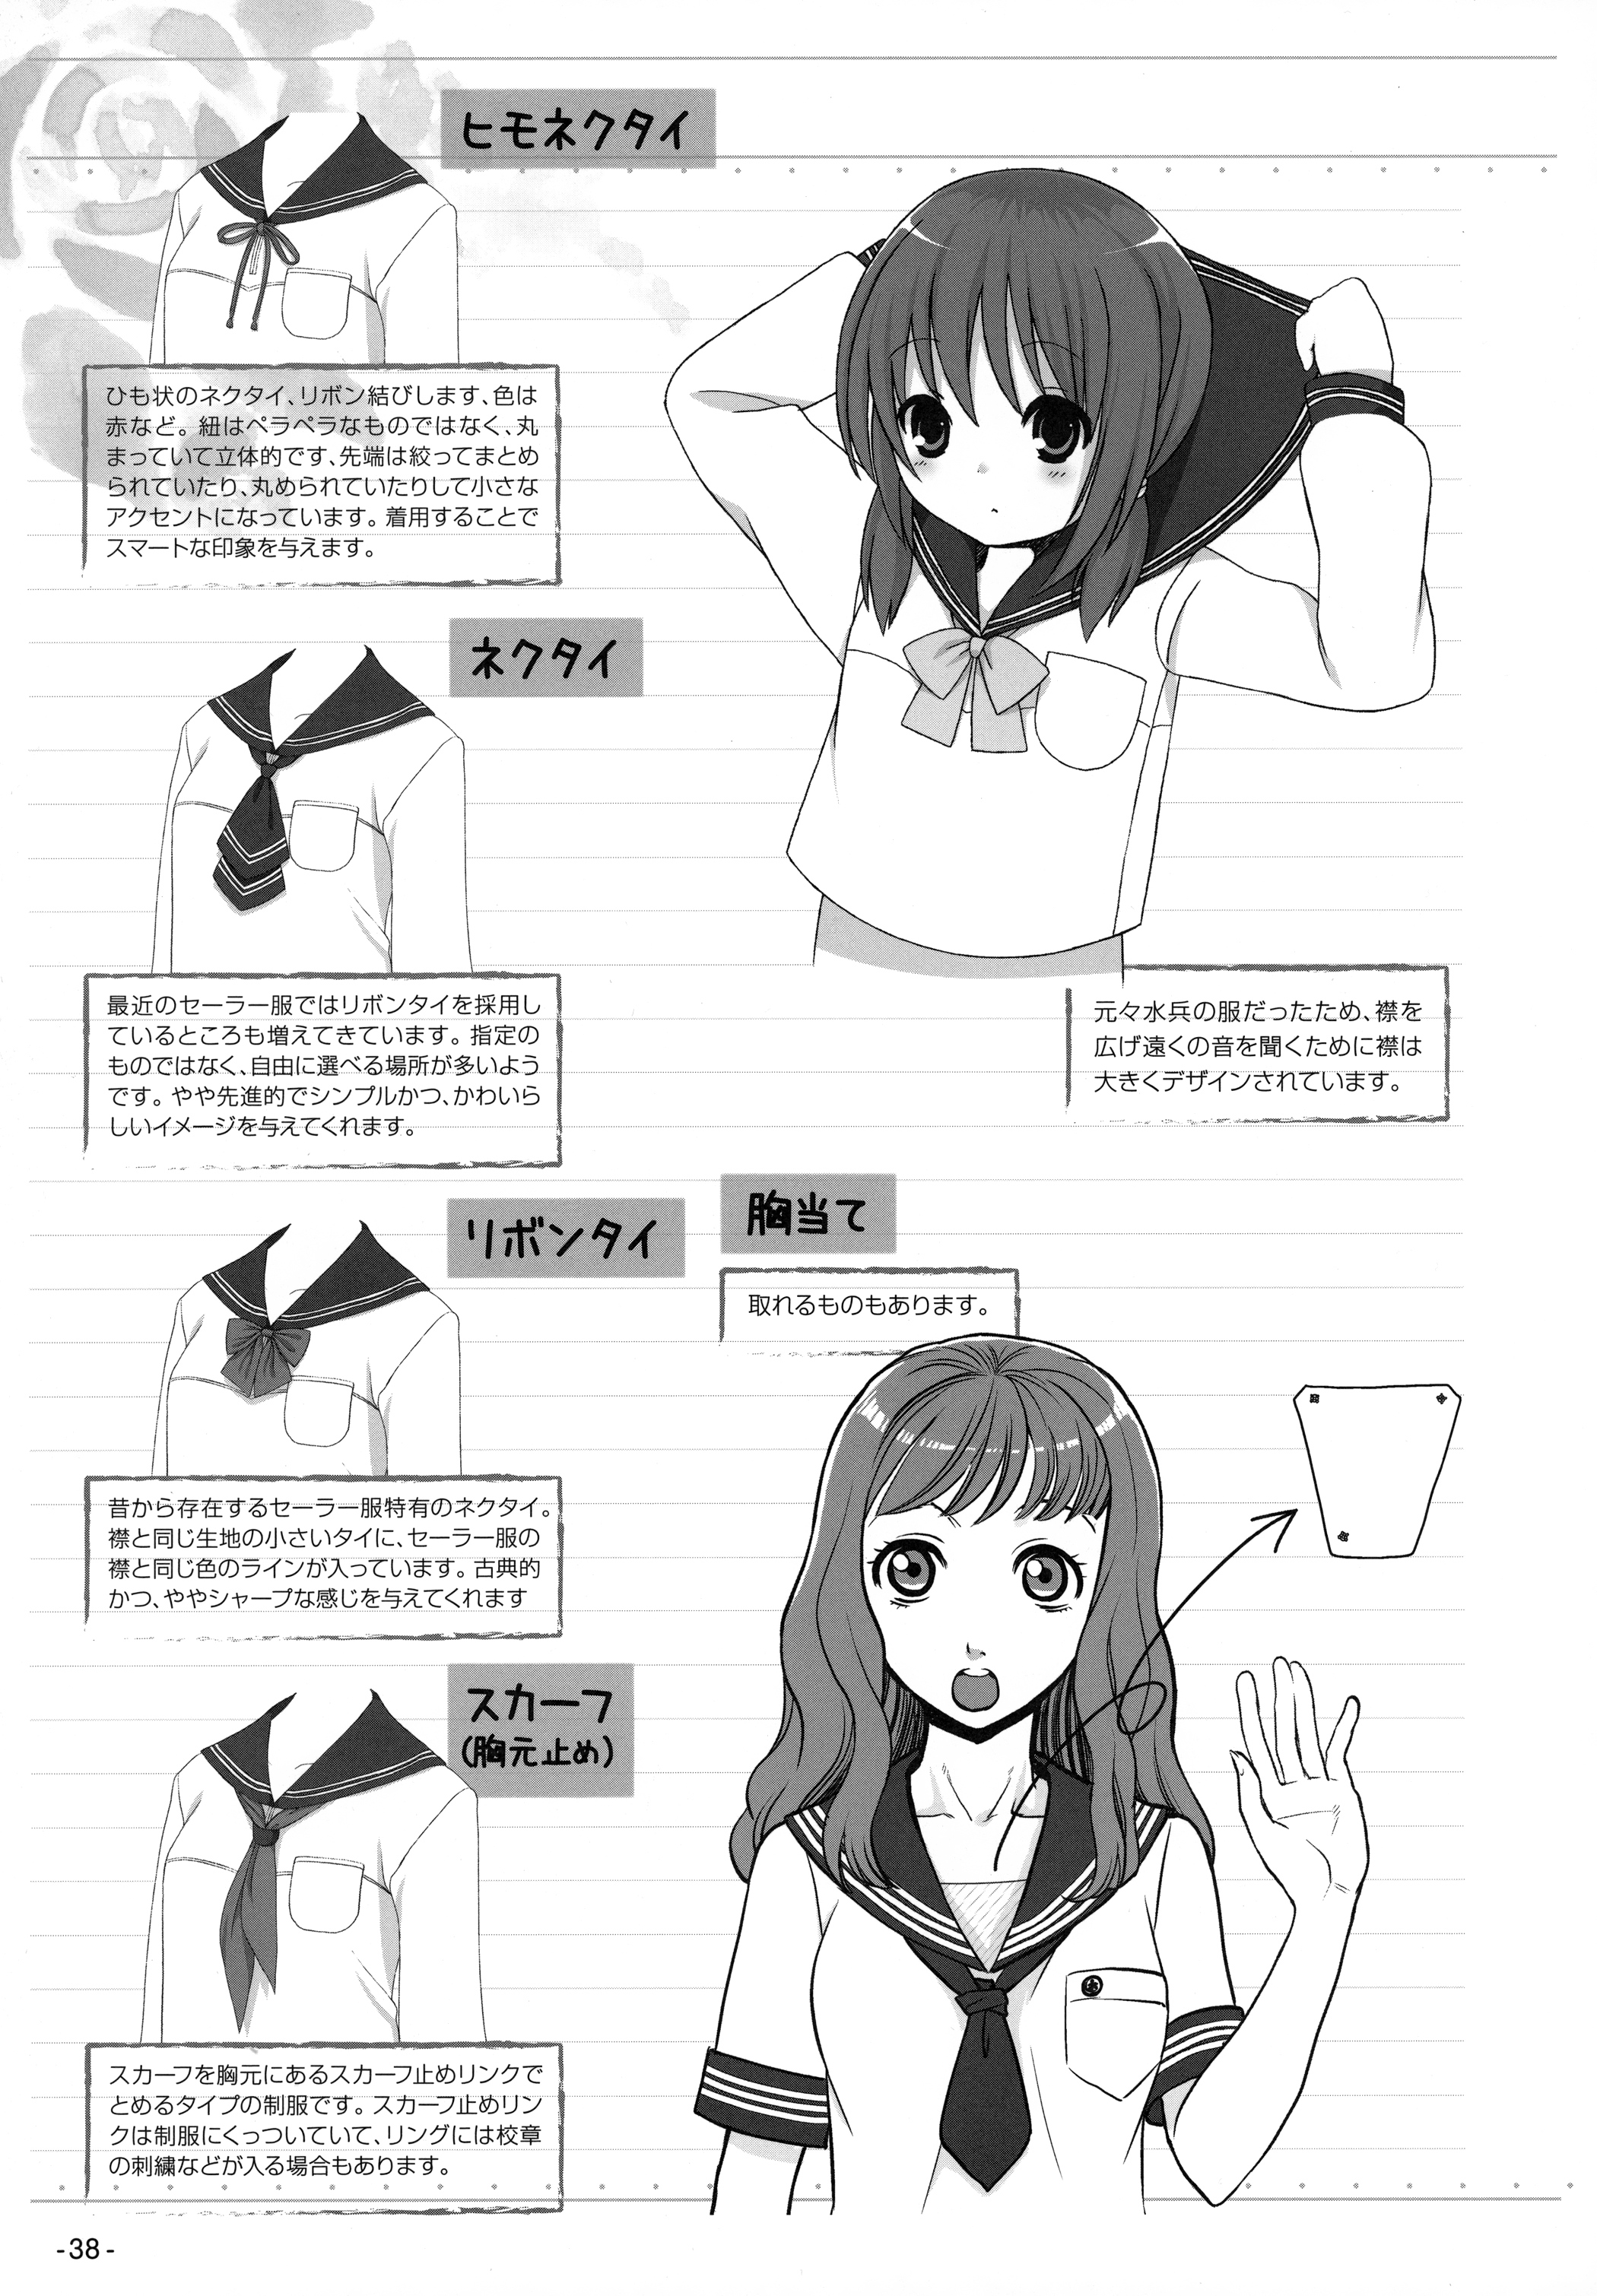 ヒモネクタイ
ひも状のネクタイ、リボン結びします、色は
赤など。紐はペラペラなものではなく、丸
まっていて立体的です、先端は絞ってまとめ
られていたり、丸められていたりして小さな
アクセントになっています。着用することで
スマートな印象を与えます。
ネクタイ
最近のセーラー服ではリボンタイを採用し
ているところも増えてきています。指定の
ものではなく、自由に選べる場所が多いよう
です。やや先進的でシンプルかつ、かわいら
しいイメージを与えてくれます。
元々水兵の服だったため、襟を
広げ遠くの音を聞くために襟は
大きくデザインされています。
リボンタイ
昔から存在するセーラー服特有のネクタイ。
襟と同じ生地の小さいタイに、セーラー服の
襟と同じ色のラインが入っています。古典的
かつ、ややシャープな感じを与えてくれます
胸当て
取れるものもあります。
スカーフ
(胸元止め)
スカーフを胸元にあるスカーフ止めリンクで
とめるタイプの制服です。スカーフ止めリン
クは制服にくっついていて、リングには校章
の刺繍などが入る場合もあります。
-38-